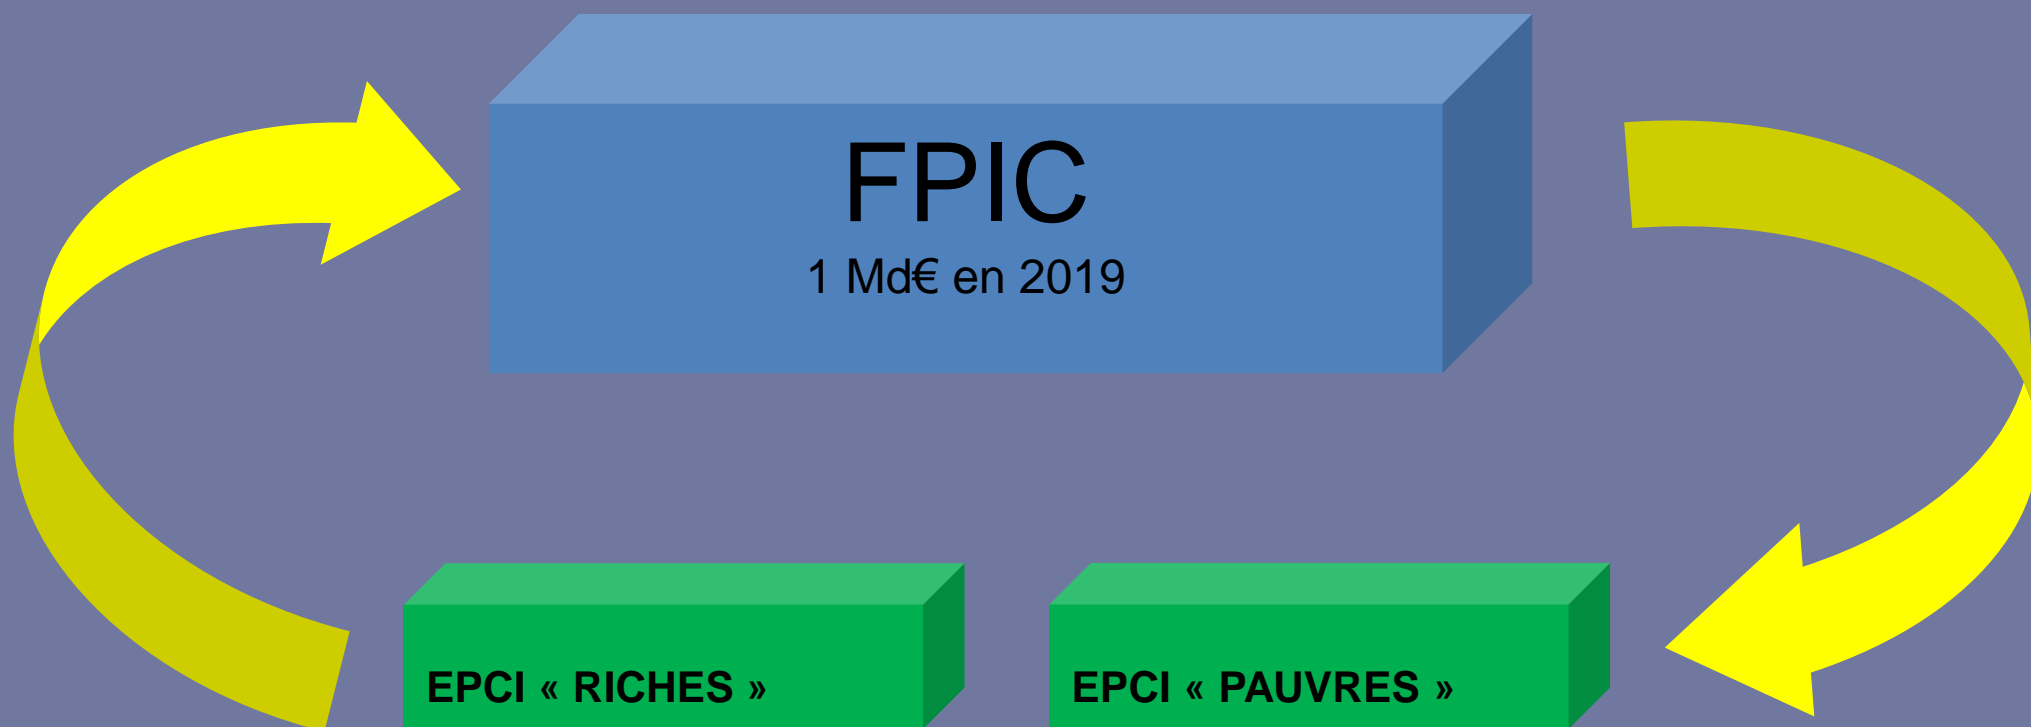 FPIC
1 Md€ en 2019
EPCI « RICHES »
EPCI « PAUVRES »